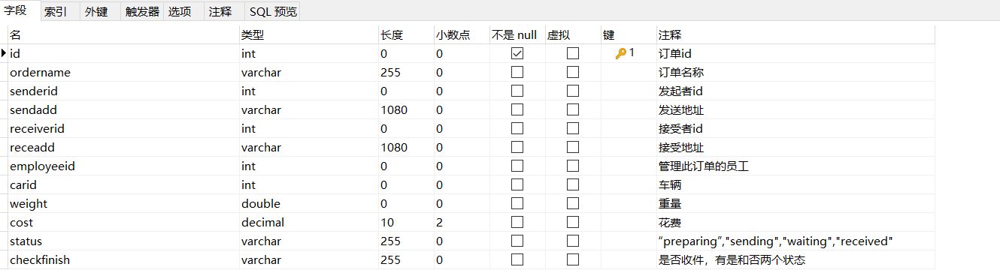 字段 索引 外键 触发器 选项 注释 SQL 预览
名 类型 长度 小数点 不是 null 虚拟 键 注释
id int 0 0 1 订单id
ordername varchar 255 0 订单名称
senderid int 0 0 发起者id
sendadd varchar 1080 0 发送地址
receiverid int 0 0 接受者id
receadd varchar 1080 0 接受地址
employeeid int 0 0 管理此订单的员工
carid int 0 0 车辆
weight double 0 0 重量
cost decimal 10 2 花费
status varchar 255 0 “preparing”,"sending","waiting","received"
checkfinish varchar 255 0 是否收件，有是和否两个状态